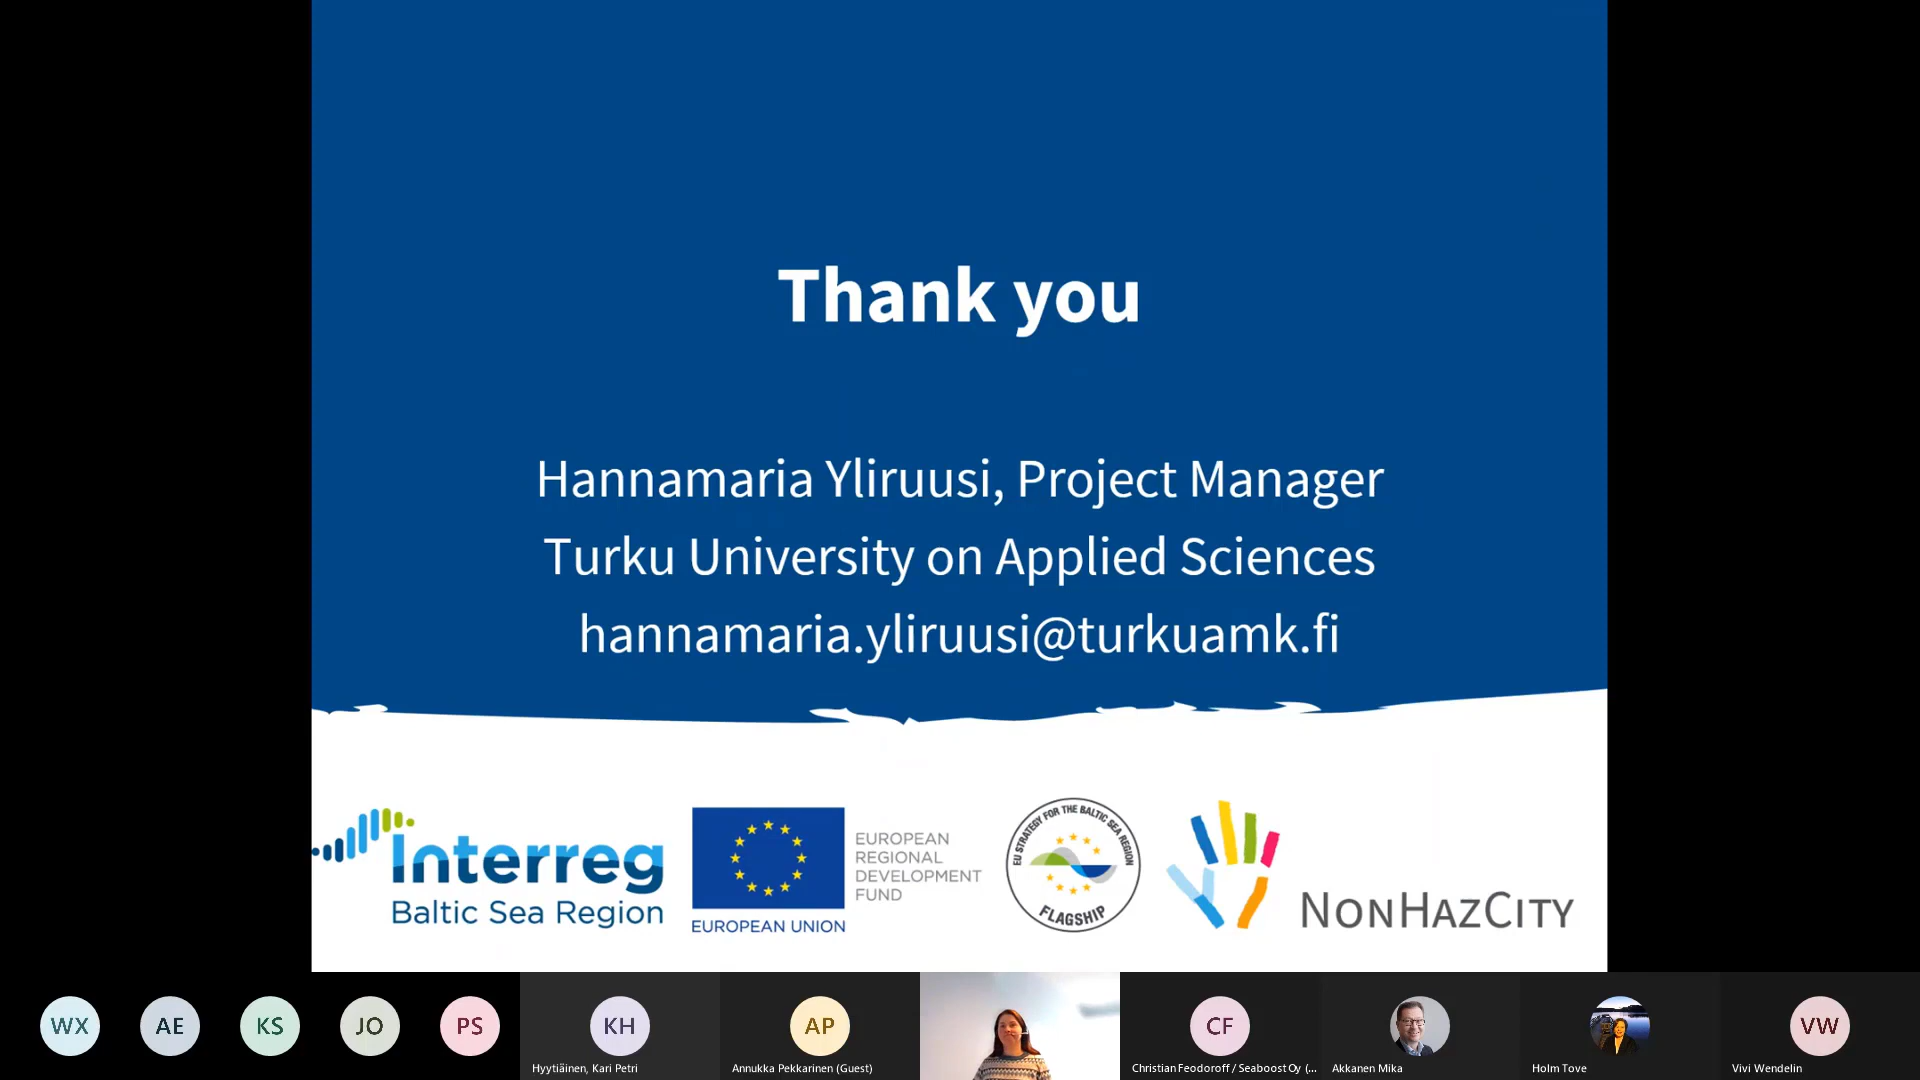 Thank you
Hannamaria Yliruusi, Project Manager
Turku University on Applied Sciences
hannamaria.yliruusi@turkuamk.fi
Interreg
Baltic Sea Region
EUROPEAN UNION
EUROPEAN
REGIONAL
DEVELOPMENT
FUND
EU STRATEGY FOR THE BALTIC SEA REGION
FLAGSHIP
NONHAZCITY
WX
AE
KS
JO
PS
KH
Hyytiäinen, Kari Petri
AP
Annukka Pekkarinen (Guest)
CF
Christian Feodoroff / Seaboost Oy (...
Akkanen Mika
Holm Tove
VW
Vivi Wendelin